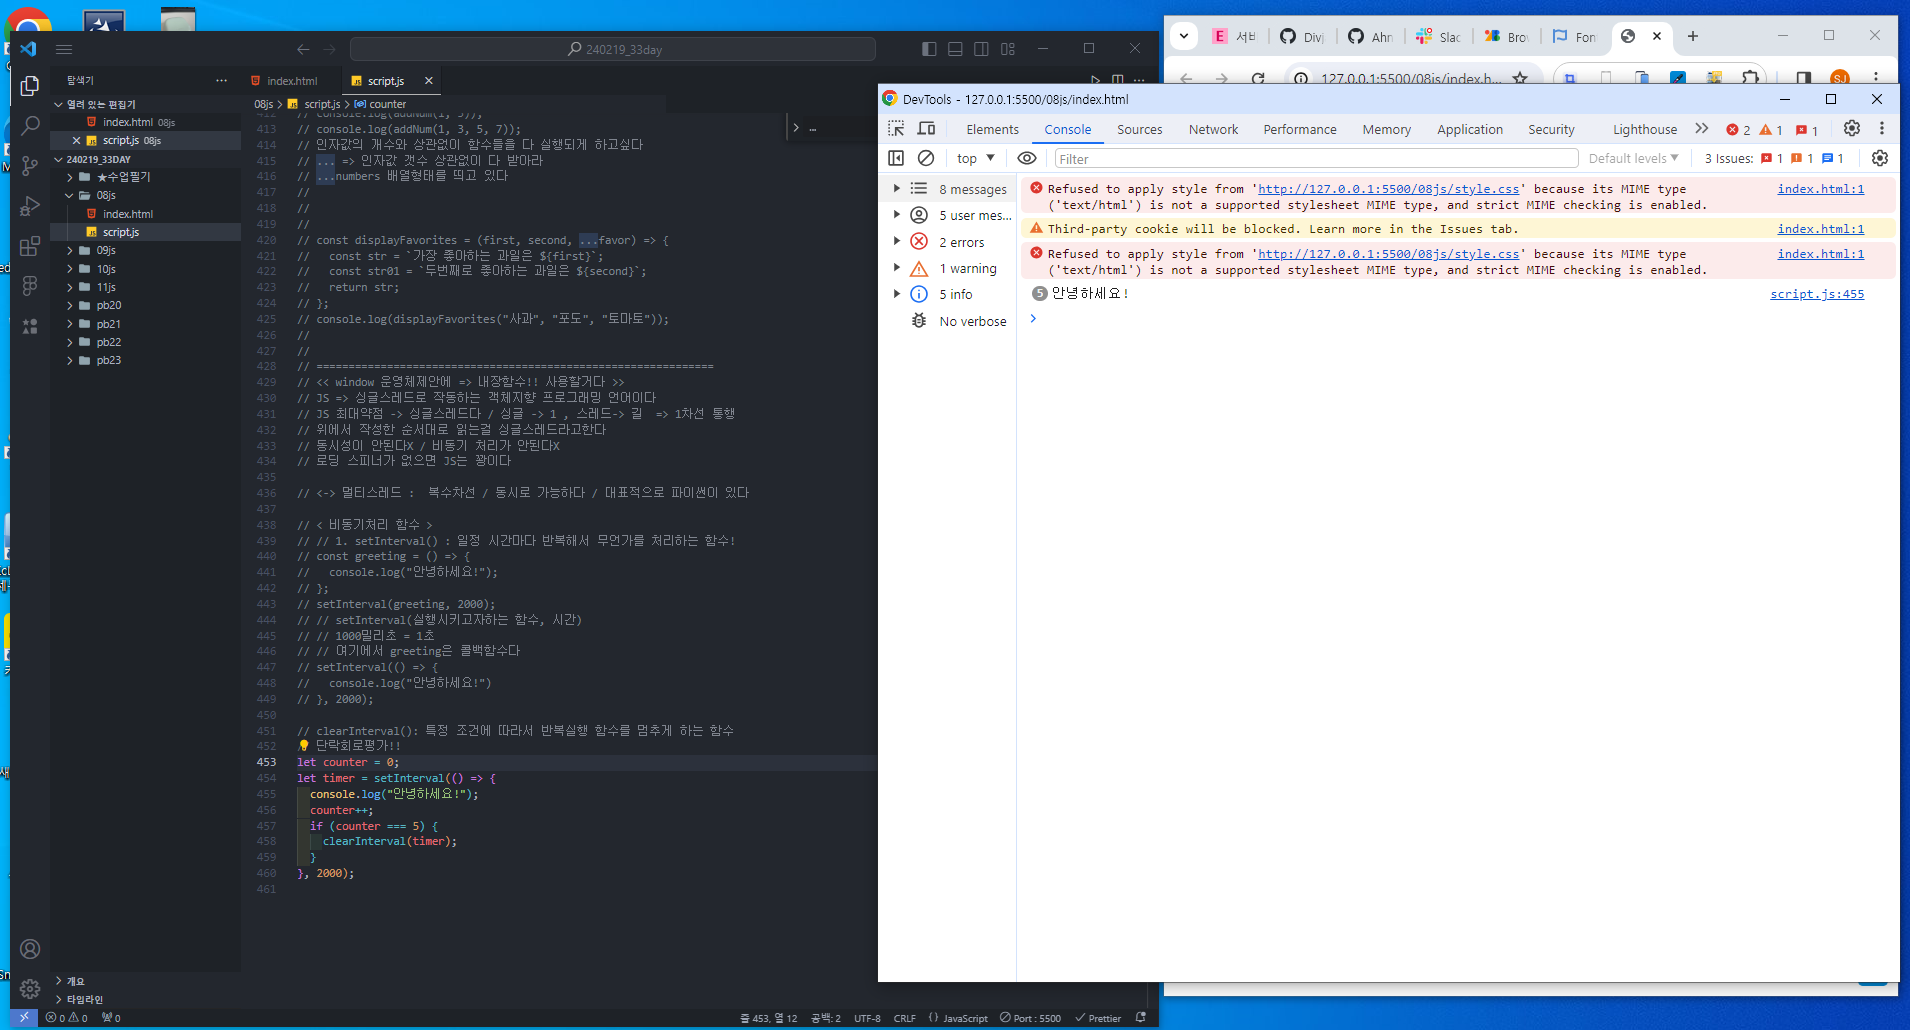 240219_33day
탐색기
index.html
script.js
열려 있는 편집기
index.html 08js
script.js 08js
240219_33DAY
★수업필기
08js
index.html
script.js
09js
10js
11js
pb20
pb21
pb22
pb23
개요
타임라인
08js > script.js > counter
412 // console.log(addNum(1, 3));
413 // console.log(addNum(1, 3, 5, 7));
414 // 인자값의 개수와 상관없이 함수들을 다 실행되게 하고싶다
415 // ... => 인자값 갯수 상관없이 다 받아라
416 // ...numbers 배열형태를 띄고 있다
417 //
418 //
419 //
420 // const displayFavorites = (first, second, ...favor) => {
421 //   const str = `가장 좋아하는 과일은 ${first}`;
422 //   const str01 = `두번째로 좋아하는 과일은 ${second}`;
423 //   return str;
424 // };
425 // console.log(displayFavorites("사과", "포도", "토마토"));
426 //
427 //
428 // ==============================================================
429 // << window 운영체제안에 => 내장함수!! 사용할거다 >>
430 // JS => 싱글스레드로 작동하는 객체지향 프로그래밍 언어이다
431 // JS 최대약점 -> 싱글스레드다 / 싱글 -> 1 , 스레드-> 길  => 1차선 통행
432 // 위에서 작성한 순서대로 읽는걸 싱글스레드라고한다
433 // 동시성이 안된다X / 비동기 처리가 안된다X
434 // 로딩 스피너가 없으면 JS는 꽝이다
435
436 // <-> 멀티스레드 :  복수차선 / 동시로 가능하다 / 대표적으로 파이썬이 있다
437
438 // < 비동기처리 함수 >
439 // // 1. setInterval() : 일정 시간마다 반복해서 무언가를 처리하는 함수!
440 // const greeting = () => {
441 //   console.log("안녕하세요!");
442 // };
443 // setInterval(greeting, 2000);
444 // // setInterval(실행시키고자하는 함수, 시간)
445 // // 1000밀리초 = 1초
446 // // 여기에서 greeting은 콜백함수다
447 // setInterval(() => {
448 //   console.log("안녕하세요!")
449 // }, 2000);
450
451 // clearInterval(): 특정 조건에 따라서 반복실행 함수를 멈추게 하는 함수
452 단락회로평가!!
453 let counter = 0;
454 let timer = setInterval(() => {
455   console.log("안녕하세요!");
456   counter++;
457   if (counter === 5) {
458     clearInterval(timer);
459   }
460 }, 2000);
461
0 0 0 줄 453, 열 12 공백: 2 UTF-8 CRLF {} JavaScript Port : 5500 Prettier
E 서비 Divj Ahn Slac Brow Fon
127.0.0.1:5500/08js/index.h... SJ
DevTools - 127.0.0.1:5500/08js/index.html
Elements Console Sources Network Performance Memory Application Security Lighthouse 2 1 1
top Filter Default levels 3 Issues: 1 1 1
8 messages
5 user mes...
2 errors
1 warning
5 info
No verbose
Refused to apply style from 'http://127.0.0.1:5500/08js/style.css' because its MIME type index.html:1
('text/html') is not a supported stylesheet MIME type, and strict MIME checking is enabled.
Third-party cookie will be blocked. Learn more in the Issues tab. index.html:1
Refused to apply style from 'http://127.0.0.1:5500/08js/style.css' because its MIME type index.html:1
('text/html') is not a supported stylesheet MIME type, and strict MIME checking is enabled.
5 안녕하세요! script.js:455